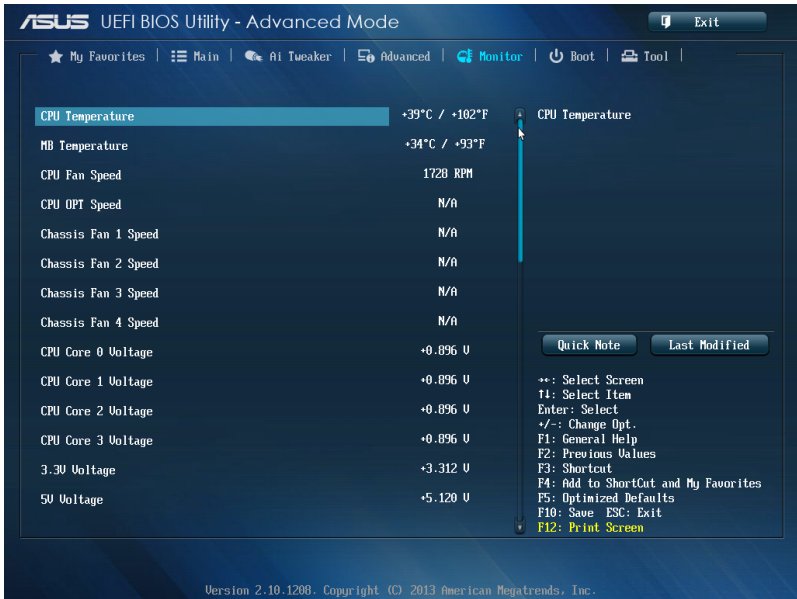 ASUS UEFI BIOS Utility - Advanced Mode
Exit
My Favorites | Main | Ai Tweaker | Advanced | Monitor | Boot | Tool |
CPU Temperature +39°C / +102°F
MB Temperature +34°C / +93°F
CPU Fan Speed 1728 RPM
CPU OPT Speed N/A
Chassis Fan 1 Speed N/A
Chassis Fan 2 Speed N/A
Chassis Fan 3 Speed N/A
Chassis Fan 4 Speed N/A
CPU Core 0 Voltage +0.896 V
CPU Core 1 Voltage +0.896 V
CPU Core 2 Voltage +0.896 V
CPU Core 3 Voltage +0.896 V
3.3V Voltage +3.312 V
5V Voltage +5.120 V
CPU Temperature
Quick Note
Last Modified
→←: Select Screen
↑↓: Select Item
Enter: Select
+/-: Change Opt.
F1: General Help
F2: Previous Values
F3: Shortcut
F4: Add to ShortCut and My Favorites
F5: Optimized Defaults
F10: Save ESC: Exit
F12: Print Screen
Version 2.10.1208. Copyright (C) 2013 American Megatrends, Inc.